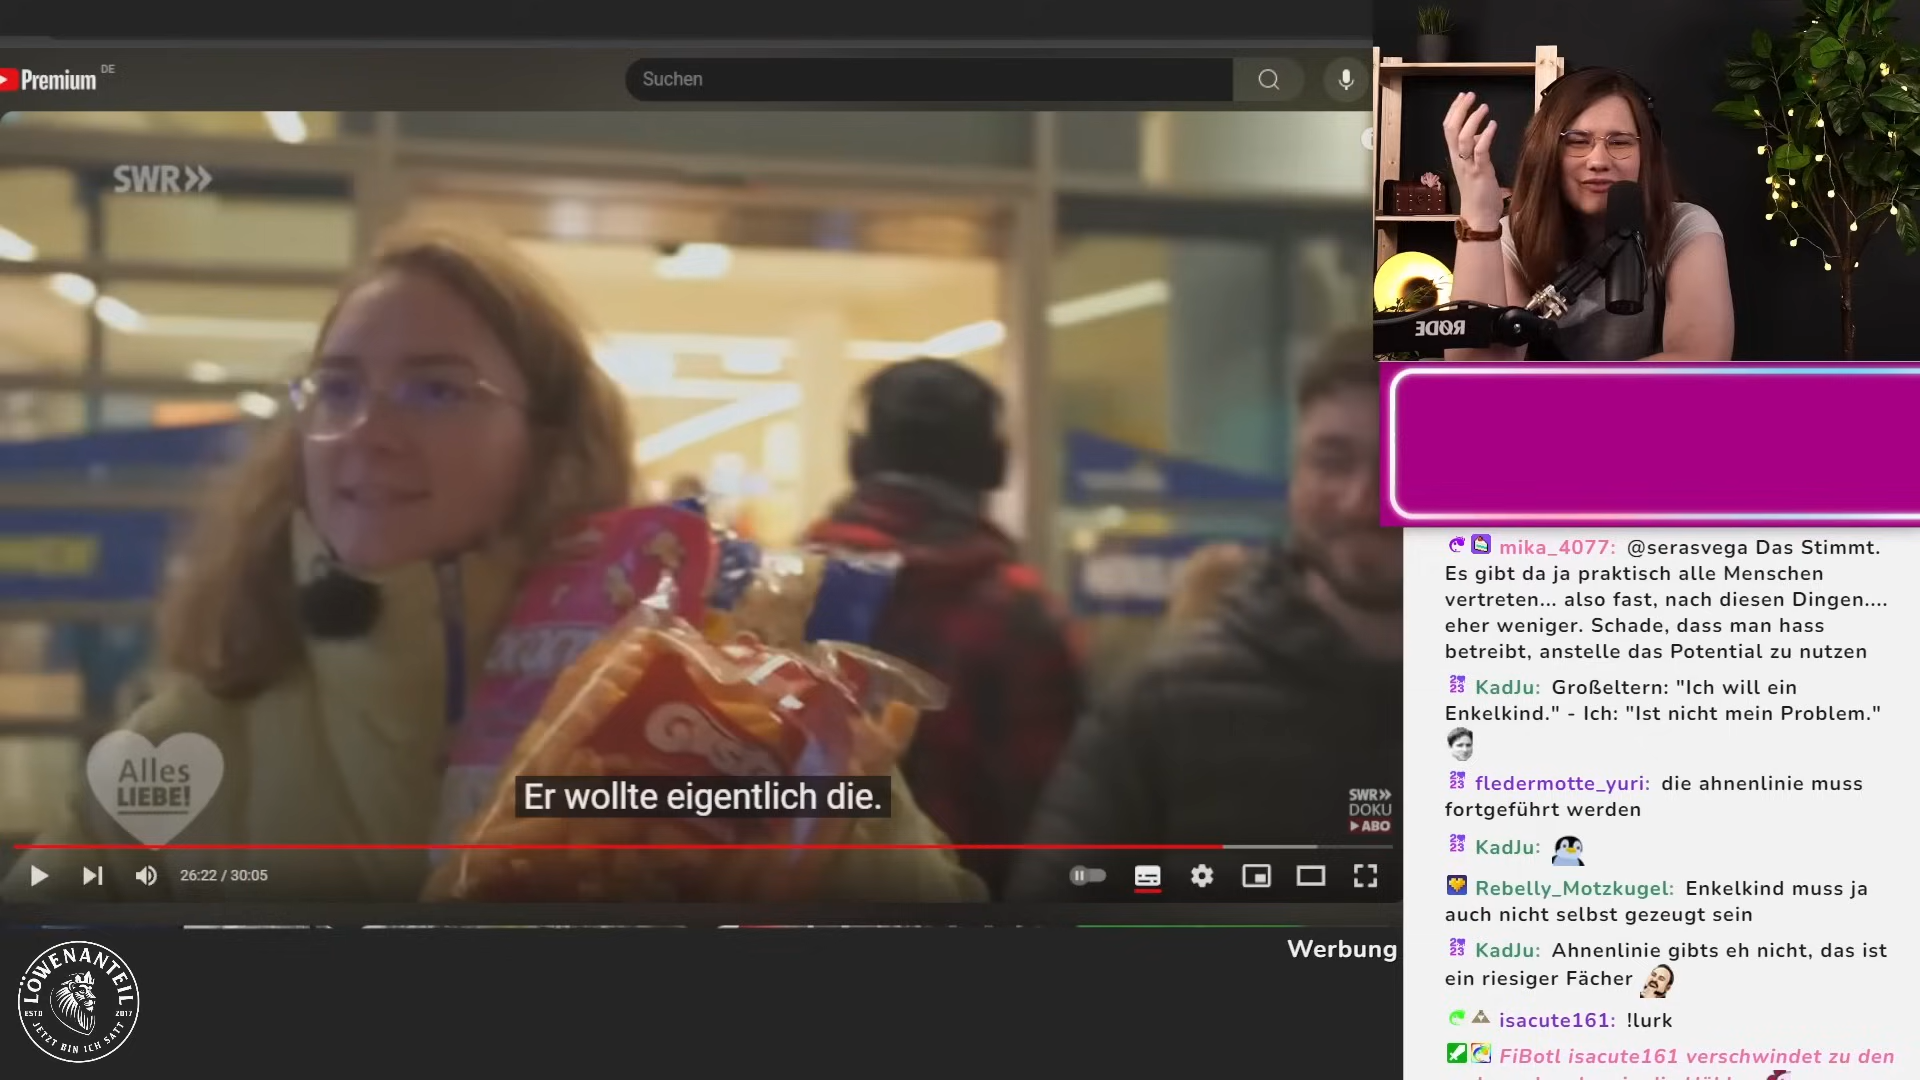 Premium DE
Suchen
SWR
Alles
LIEBE!
Er wollte eigentlich die.
SWR
DOKU
ABO
26:22 / 30:05
Werbung
LÖWENANTEIL
ESTD 2017
JETZT BIN ICH SATT
RØDE
mika_4077: @serasvega Das Stimmt.
Es gibt da ja praktisch alle Menschen
vertreten... also fast, nach diesen Dingen....
eher weniger. Schade, dass man hass
betreibt, anstelle das Potential zu nutzen
KadJu: Großeltern: "Ich will ein
Enkelkind." - Ich: "Ist nicht mein Problem."
fledermotte_yuri: die ahnenlinie muss
fortgeführt werden
KadJu:
Rebelly_Motzkugel: Enkelkind muss ja
auch nicht selbst gezeugt sein
KadJu: Ahnenlinie gibts eh nicht, das ist
ein riesiger Fächer
isacute161: !lurk
FiBotl isacute161 verschwindet zu den